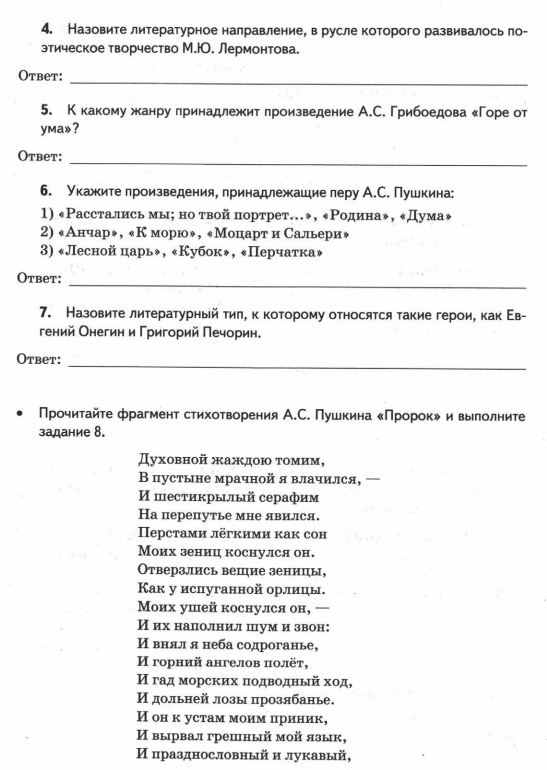 4. Назовите литературное направление, в русле которого развивалось по-
этическое творчество М.Ю. Лермонтова.
Ответ:
5. К какому жанру принадлежит произведение А.С. Грибоедова «Горе от
ума»?
Ответ:
6. Укажите произведения, принадлежащие перу А.С. Пушкина:
1) «Расстались мы; но твой портрет...», «Родина», «Дума»
2) «Анчар», «К морю», «Моцарт и Сальери»
3) «Лесной царь», «Кубок», «Перчатка»
Ответ:
7. Назовите литературный тип, к которому относятся такие герои, как Ев-
гений Онегин и Григорий Печорин.
Ответ:
• Прочитайте фрагмент стихотворения А.С. Пушкина «Пророк» и выполните
задание 8.
Духовной жаждою томим,
В пустыне мрачной я влачился, —
И шестикрылый серафим
На перепутье мне явился.
Перстами лёгкими как сон
Моих зениц коснулся он.
Отверзлись вещие зеницы,
Как у испуганной орлицы.
Моих ушей коснулся он, —
И их наполнил шум и звон:
И внял я неба содроганье,
И горний ангелов полёт,
И гад морских подводный ход,
И дольней лозы прозябанье.
И он к устам моим приник,
И вырвал грешный мой язык,
И празднословный и лукавый,